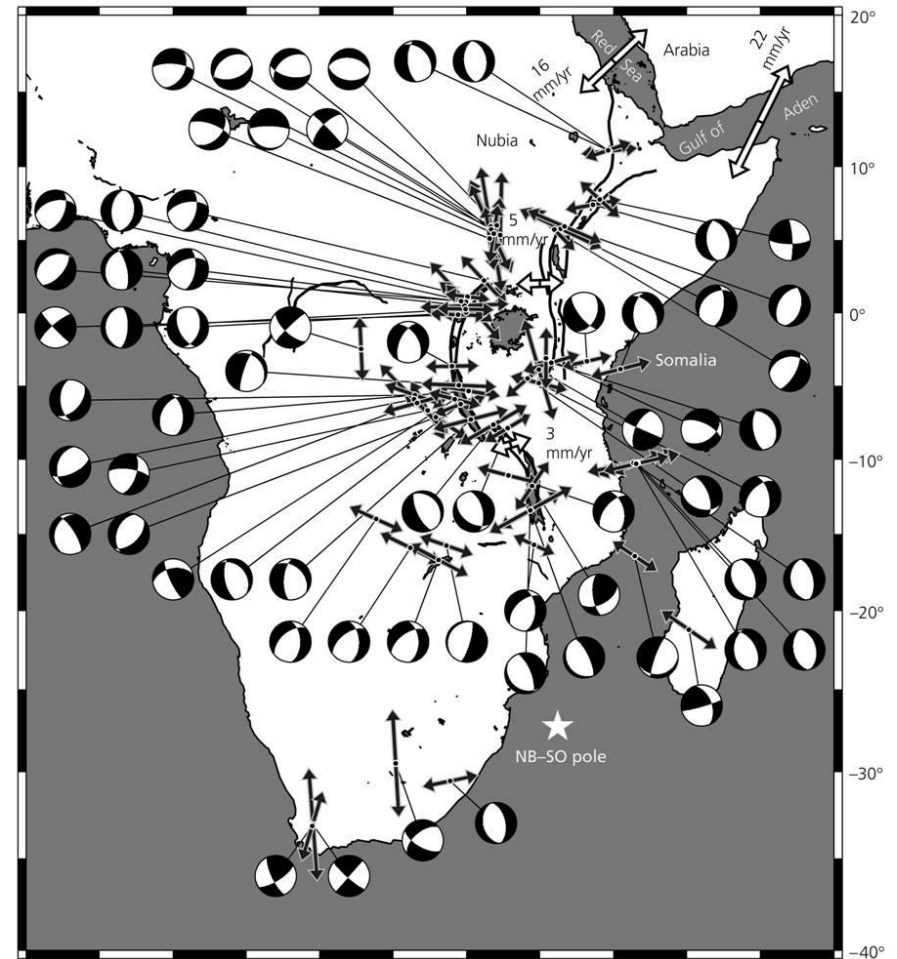 20°
Red
Sea
Arabia
22
mm/yr
16
mm/yr
Gulf of
Aden
Nubia
10°
5
mm/yr
0°
Somalia
3
mm/yr
−10°
−20°
NB–SO pole
−30°
−40°